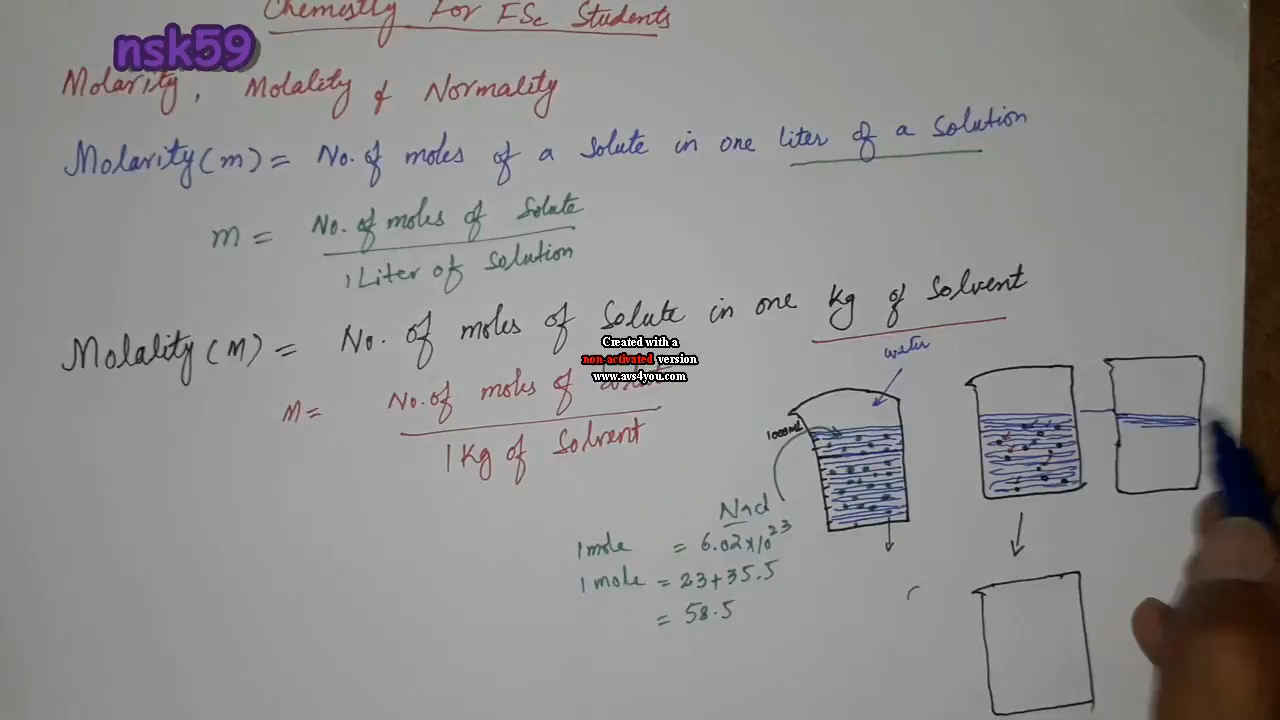 Chemistry For FSc Students
nsk59
Molarity, Molality & Normality
Molarity (m) = No. of moles of a Solute in one liter of a Solution
m = No. of moles of Solute
1 Liter of Solution
Molality (M) = No. of moles of Solute in one Kg of Solvent
Created with a
non-activated version
www.avs4you.com
water
M = No. of moles of Solute
1 Kg of Solvent
1000mL
NaCl
1 mole = 6.02×10²³
1 mole = 23+35.5
= 58.5